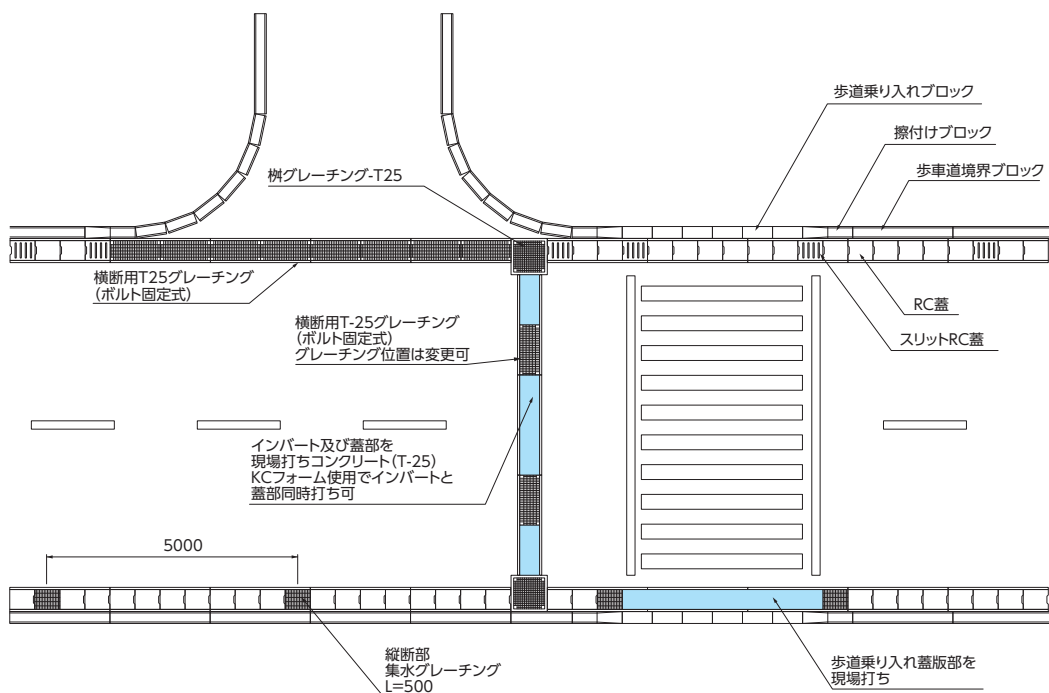 歩道乗り入れブロック
擦付けブロック
歩車道境界ブロック
桝グレーチング-T25
横断用T25グレーチング
(ボルト固定式)
横断用T-25グレーチング
(ボルト固定式)
グレーチング位置は変更可
RC蓋
スリットRC蓋
インバート及び蓋部を
現場打ちコンクリート(T-25)
KCフォーム使用でインバートと
蓋部同時打ち可
5000
縦断部
集水グレーチング
L=500
歩道乗り入れ蓋版部を
現場打ち